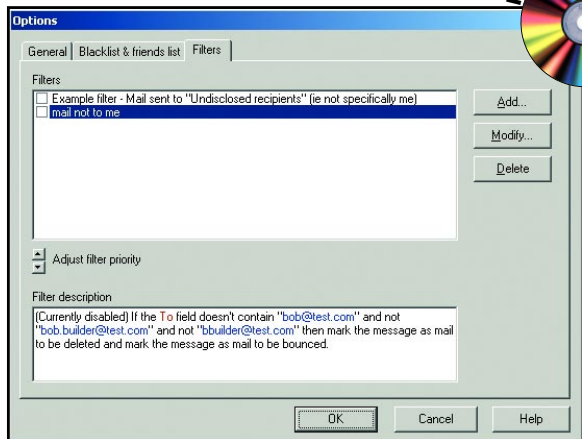 Options
General
Blacklist & friends list
Filters
Filters
Example filter - Mail sent to "Undisclosed recipients" (ie not specifically me)
mail not to me
Add...
Modify...
Delete
Adjust filter priority
Filter description
(Currently disabled) If the To field doesn't contain "bob@test.com" and not
"bob.builder@test.com" and not "bbuilder@test.com" then mark the message as mail
to be deleted and mark the message as mail to be bounced.
OK
Cancel
Help